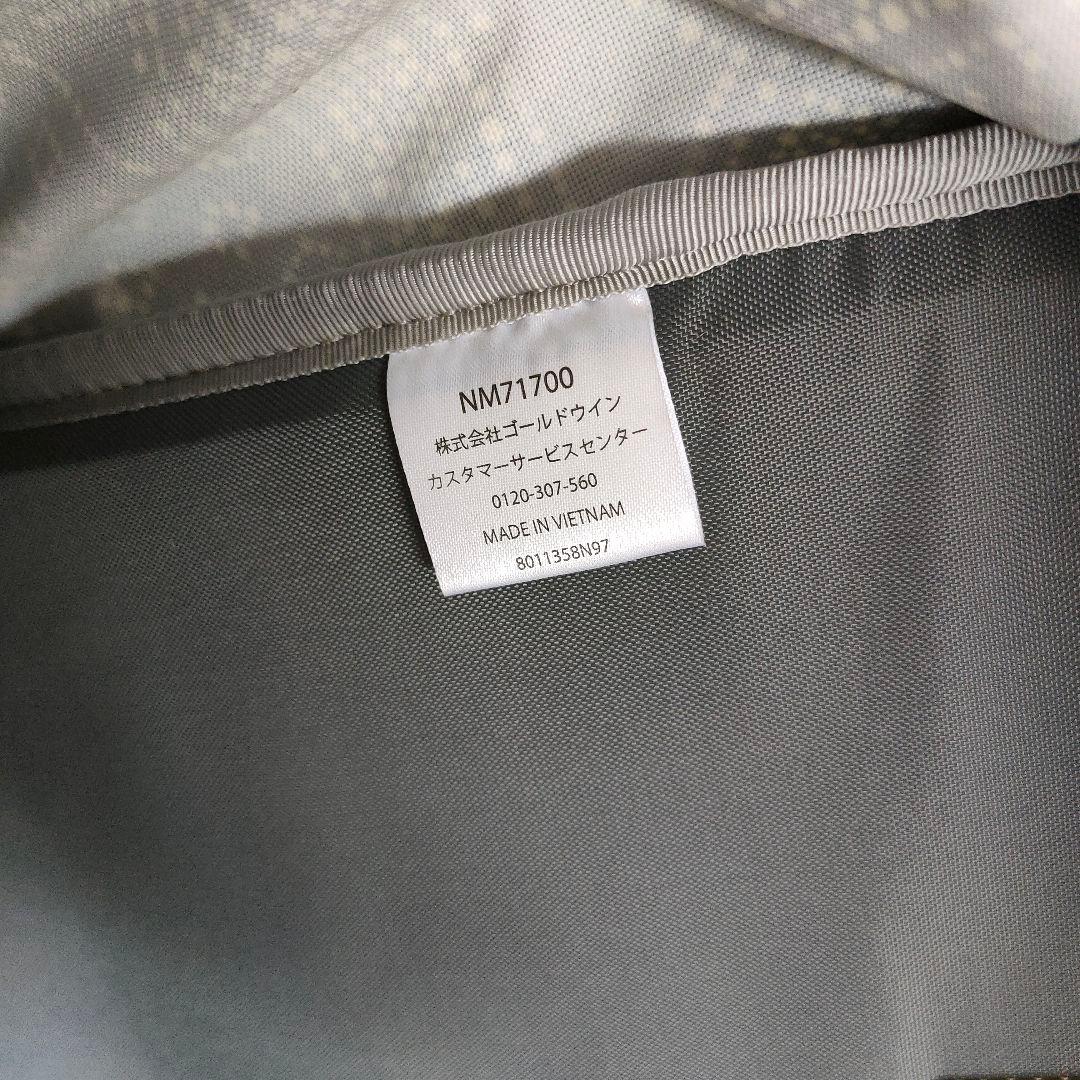 NM71700
株式会社ゴールドウイン
カスタマーサービスセンター
0120-307-560
MADE IN VIETNAM
8011358N97